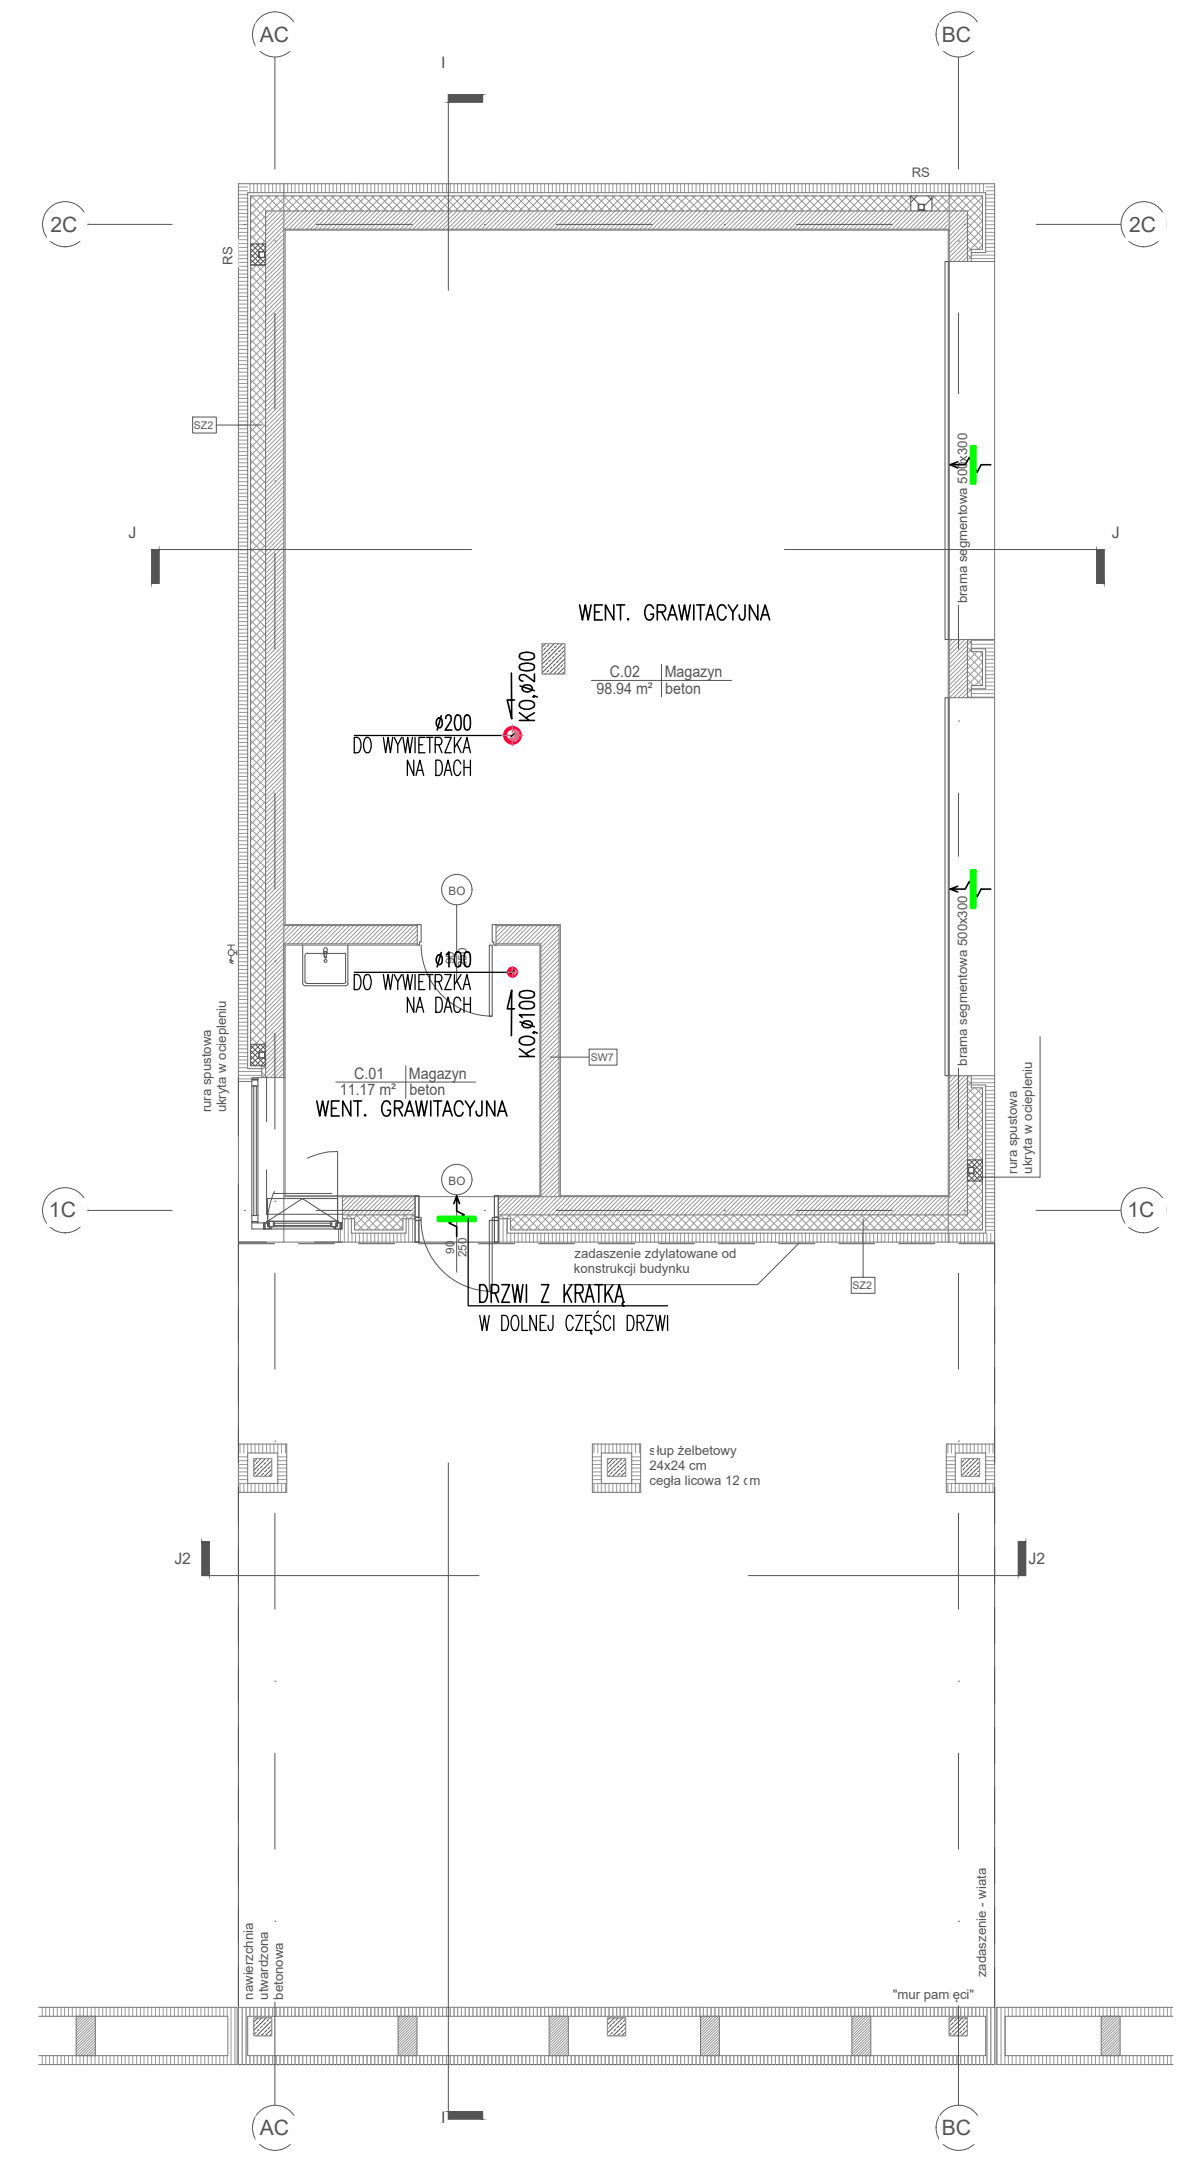 AC
BC
I
RS
2C
2C
RS
SZ2
brama segmentowa 500x300
J
J
WENT. GRAWITACYJNA
KO,ø200
C.02
Magazyn
98.94 m²
beton
ø200
DO WYWIETRZKA
NA DACH
BO
brama segmentowa 500x300
ø100
DO WYWIETRZKA
NA DACH
KO,ø100
rura spustowa
ukryta w ociepleniu
SW7
C.01
Magazyn
11.17 m²
beton
WENT. GRAWITACYJNA
rura spustowa
ukryta w ociepleniu
BO
1C
1C
90
250
zadaszenie zdylatowane od
konstrukcji budynku
SZ2
DRZWI Z KRATKĄ
W DOLNEJ CZĘŚCI DRZWI
słup żelbetowy
24x24 cm
cegła licowa 12 cm
J2
J2
zadaszenie - wiata
nawierzchnia
utwardzona
betonowa
"mur pamięci"
I
AC
BC